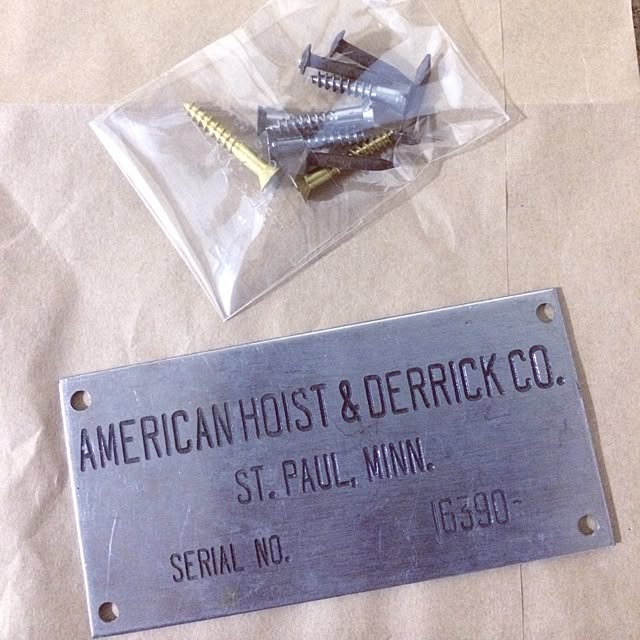 AMERICAN HOIST & DERRICK CO.
ST. PAUL, MINN.
SERIAL NO. 16390-